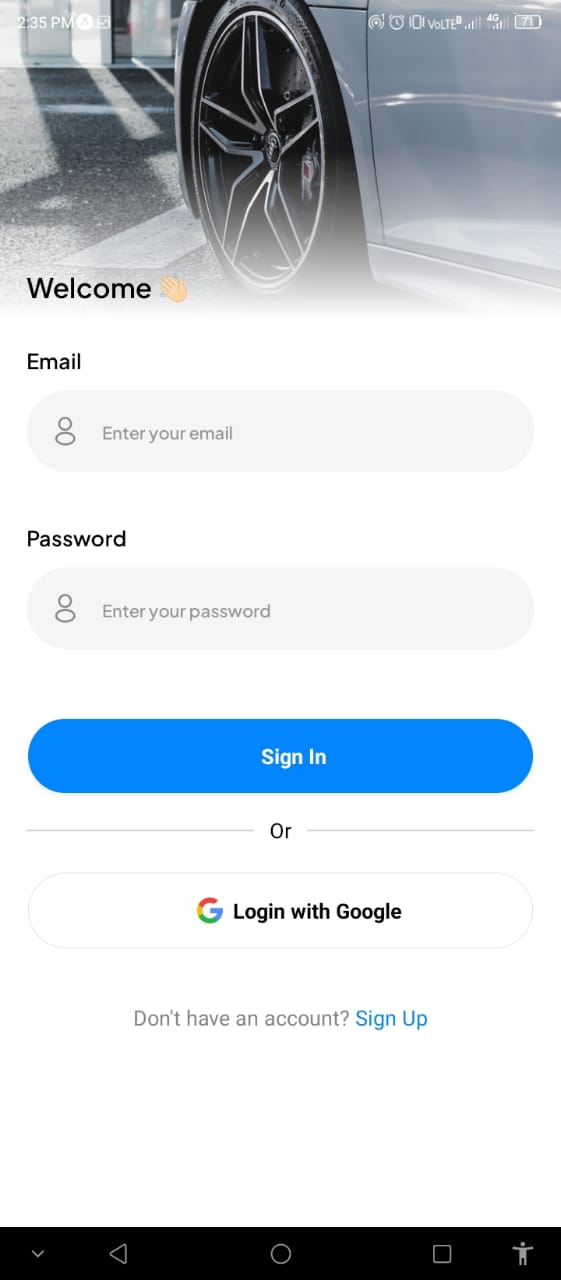 2:35 PM
VoLTE 4G 71
Welcome 👋
Email
Enter your email
Password
Enter your password
Sign In
Or
Login with Google
Don't have an account? Sign Up